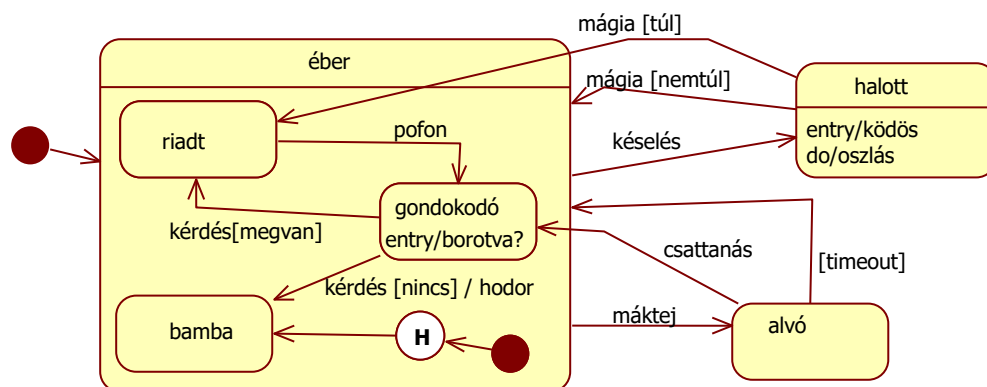 mágia [túl]
éber
mágia [nemtúl]
halott
riadt
pofon
késelés
entry/ködös
do/oszlás
gondokodó
entry/borotva?
kérdés[megvan]
csattanás
[timeout]
kérdés [nincs] / hodor
bamba
H
máktej
alvó